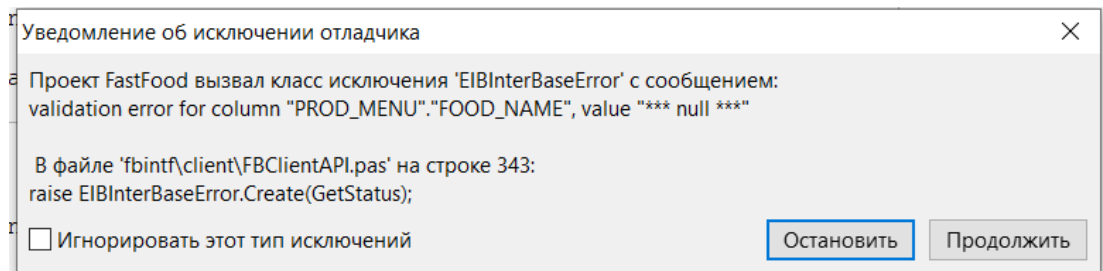 Уведомление об исключении отладчика
Проект FastFood вызвал класс исключения 'EIBInterBaseError' с сообщением:
validation error for column "PROD_MENU"."FOOD_NAME", value "*** null ***"
В файле 'fbintf\client\FBClientAPI.pas' на строке 343:
raise EIBInterBaseError.Create(GetStatus);
Игнорировать этот тип исключений
Остановить
Продолжить